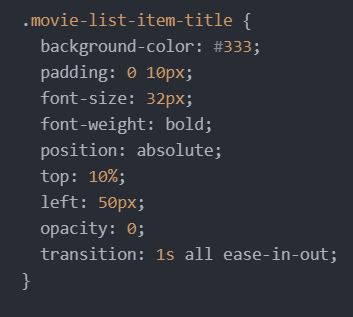 .movie-list-item-title {
  background-color: #333;
  padding: 0 10px;
  font-size: 32px;
  font-weight: bold;
  position: absolute;
  top: 10%;
  left: 50px;
  opacity: 0;
  transition: 1s all ease-in-out;
}